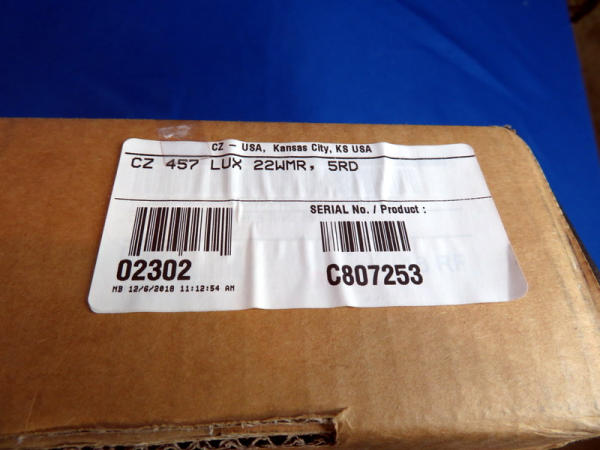 CZ - USA, Kansas City, KS USA
CZ 457 LUX 22WMR, 5RD
SERIAL No. / Product :
02302
C807253
MB 12/6/2018 11:12:54 AM